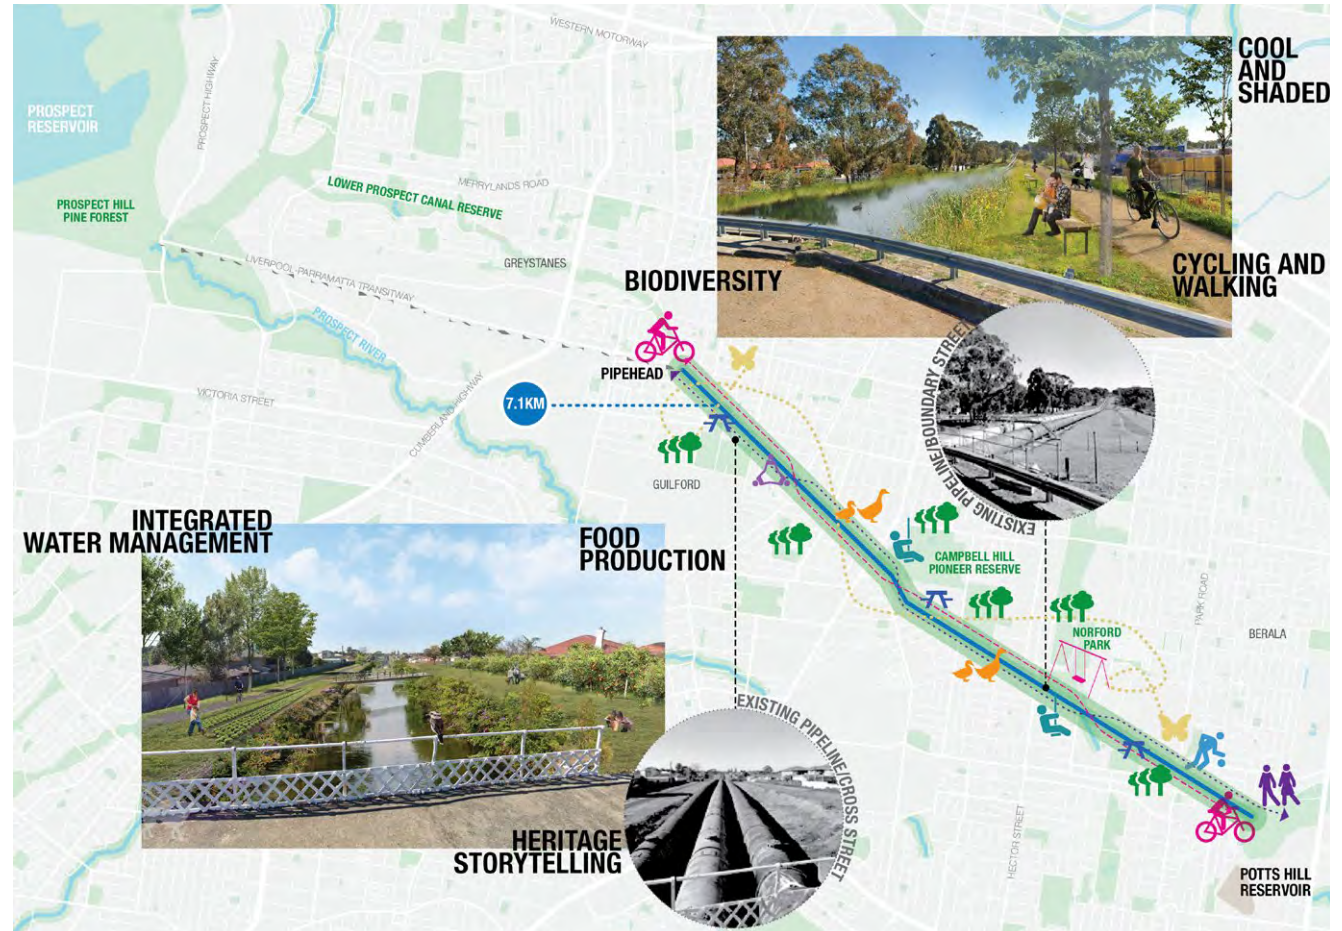 WESTERN MOTORWAY
COOL
AND
SHADED
PROSPECT
RESERVOIR
PROSPECT HIGHWAY
MERRYLANDS ROAD
LOWER PROSPECT CANAL RESERVE
PROSPECT HILL
PINE FOREST
GREYSTANES
LIVERPOOL-PARRAMATTA TRANSITWAY
BIODIVERSITY
CYCLING AND
WALKING
PROSPECT RIVER
PIPEHEAD
7.1KM
VICTORIA STREET
CUMBERLAND HIGHWAY
EXISTING PIPELINE/BOUNDARY STREET
GUILFORD
INTEGRATED
WATER MANAGEMENT
FOOD
PRODUCTION
CAMPBELL HILL
PIONEER RESERVE
PARK ROAD
NORFORD
PARK
BERALA
EXISTING PIPELINE/CROSS STREET
HECTOR STREET
HERITAGE
STORYTELLING
POTTS HILL
RESERVOIR